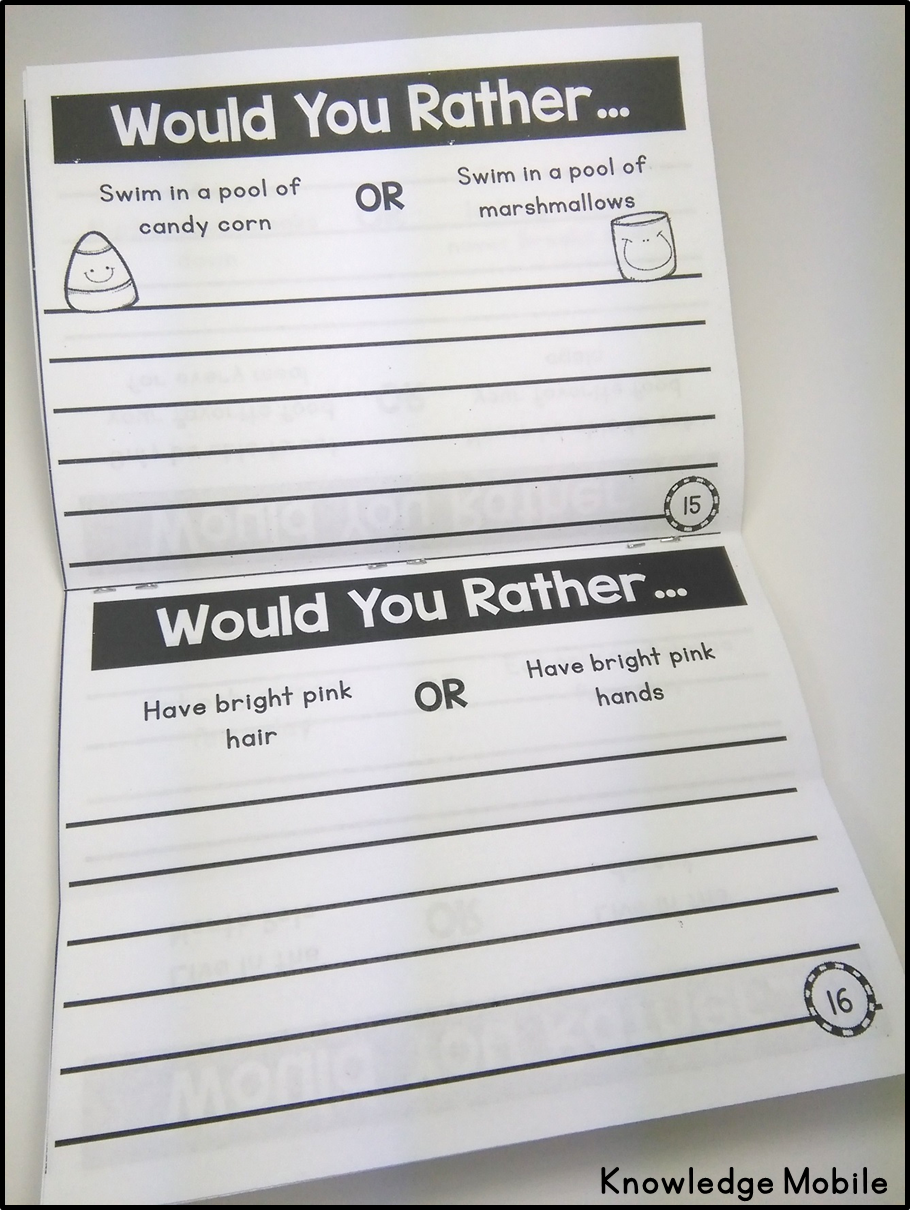 Would You Rather...
Swim in a pool of
candy corn
OR
Swim in a pool of
marshmallows
15
Would You Rather...
Have bright pink
hair
OR
Have bright pink
hands
16
Knowledge Mobile